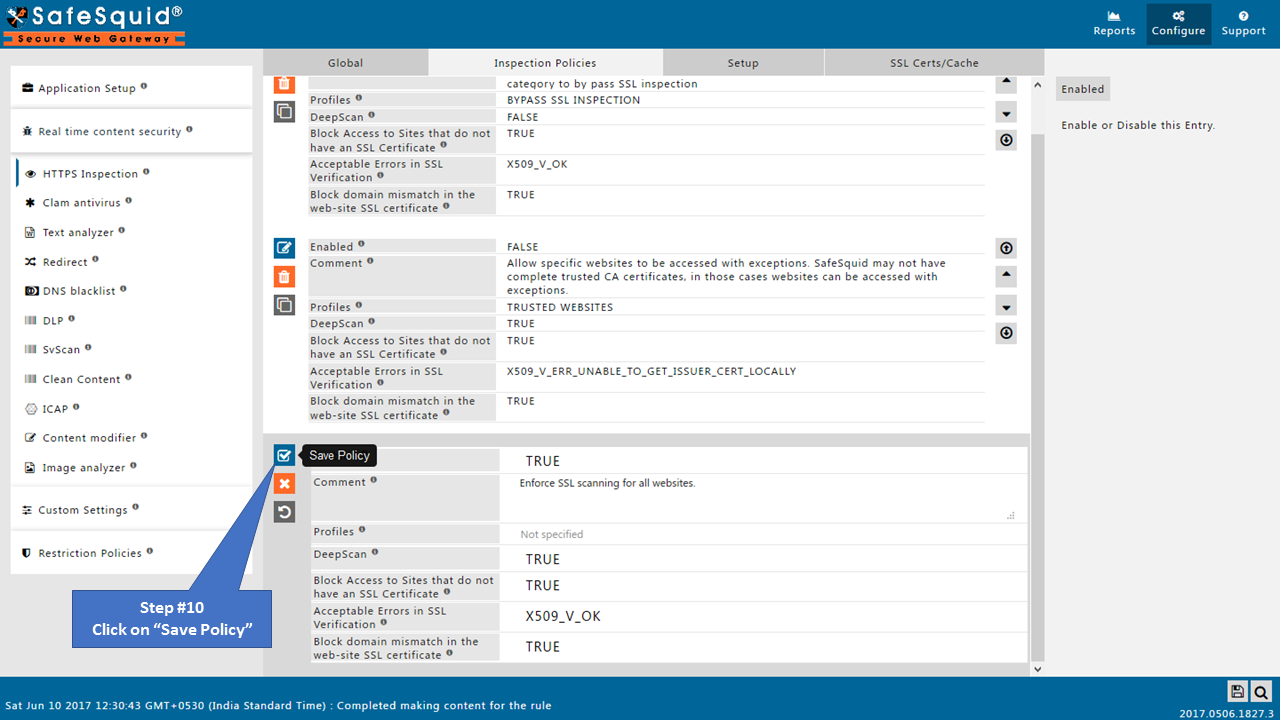 SafeSquid®
Secure Web Gateway
Reports
Configure
Support
Application Setup
Real time content security
HTTPS Inspection
Clam antivirus
Text analyzer
Redirect
DNS blacklist
DLP
SvScan
Clean Content
ICAP
Content modifier
Image analyzer
Custom Settings
Restriction Policies
Global
Inspection Policies
Setup
SSL Certs/Cache
category to by pass SSL inspection
Profiles BYPASS SSL INSPECTION
DeepScan FALSE
Block Access to Sites that do not TRUE
have an SSL Certificate
Acceptable Errors in SSL X509_V_OK
Verification
Block domain mismatch in the TRUE
web-site SSL certificate
Enabled FALSE
Comment Allow specific websites to be accessed with exceptions. SafeSquid may not have
complete trusted CA certificates, in those cases websites can be accessed with
exceptions.
Profiles TRUSTED WEBSITES
DeepScan TRUE
Block Access to Sites that do not TRUE
have an SSL Certificate
Acceptable Errors in SSL X509_V_ERR_UNABLE_TO_GET_ISSUER_CERT_LOCALLY
Verification
Block domain mismatch in the TRUE
web-site SSL certificate
Save Policy TRUE
Comment Enforce SSL scanning for all websites.
Profiles Not specified
DeepScan TRUE
Block Access to Sites that do not TRUE
have an SSL Certificate
Acceptable Errors in SSL X509_V_OK
Verification
Block domain mismatch in the TRUE
web-site SSL certificate
Step #10
Click on “Save Policy”
Enabled
Enable or Disable this Entry.
Sat Jun 10 2017 12:30:43 GMT+0530 (India Standard Time) : Completed making content for the rule
2017.0506.1827.3